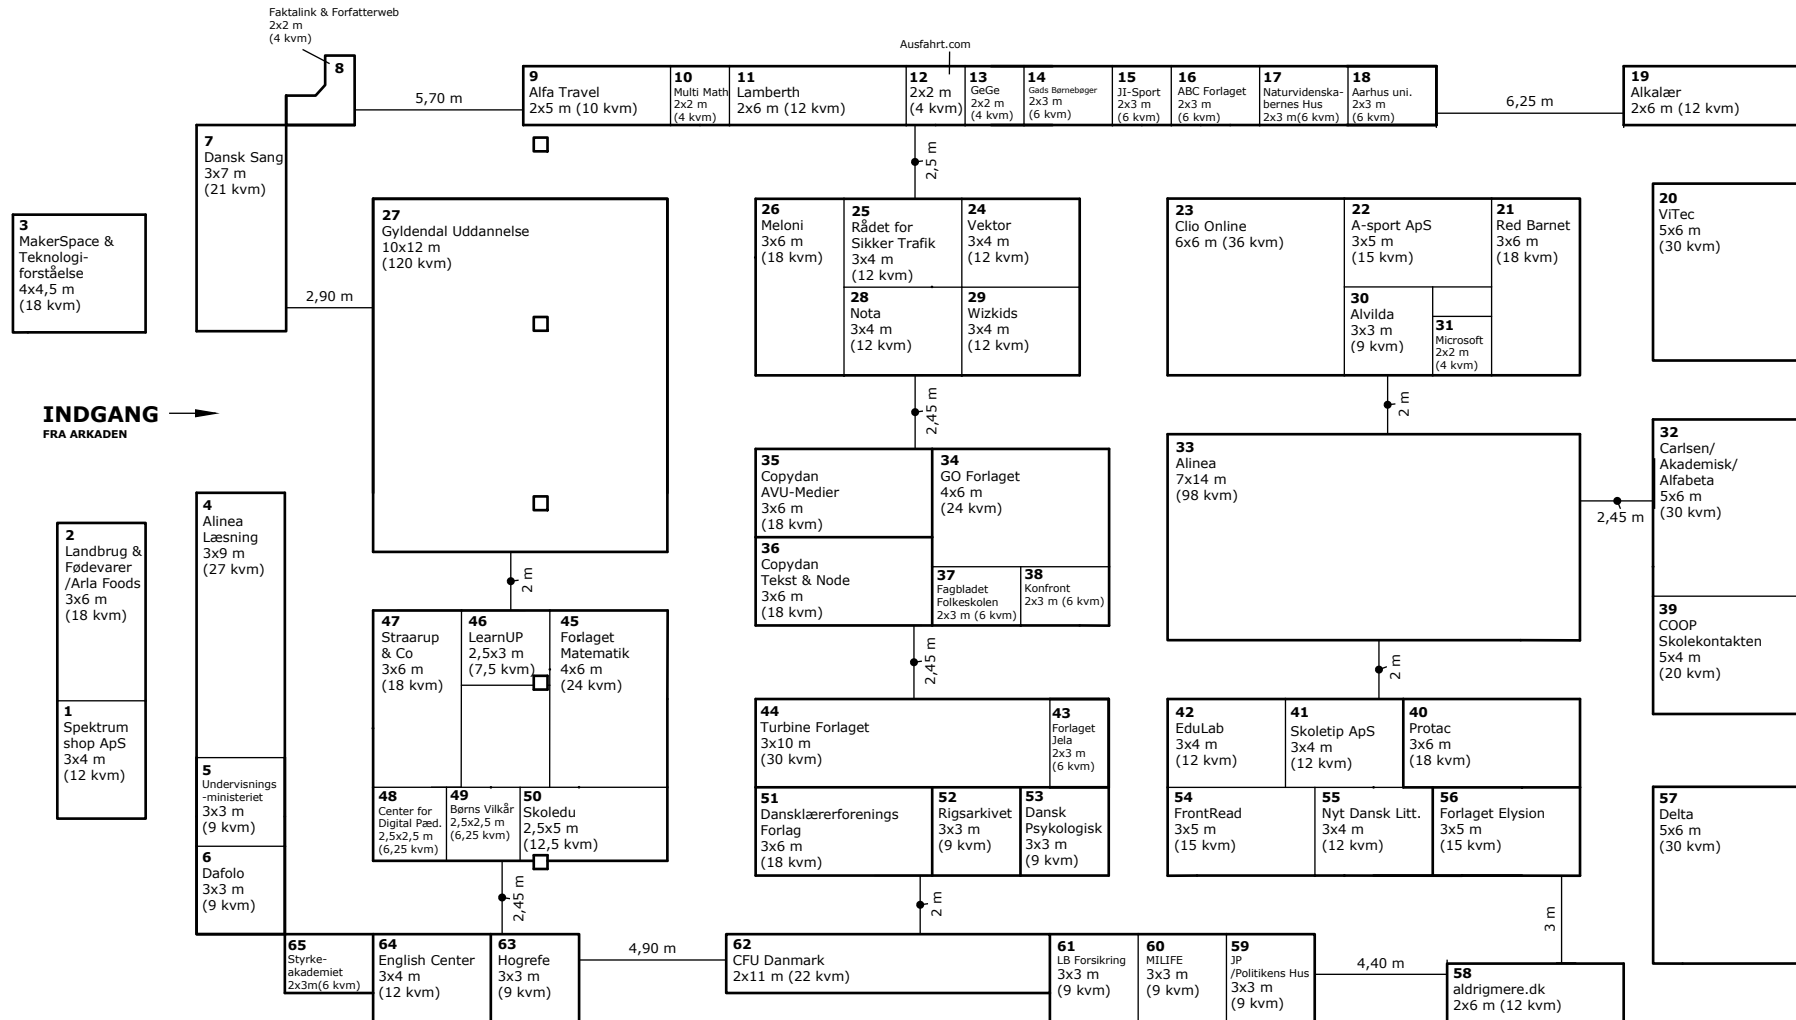 Faktalink & Forfatterweb
2x2 m
(4 kvm)
8
5,70 m
9
Alfa Travel
2x5 m (10 kvm)
10
Multi Math
2x2 m
(4 kvm)
11
Lamberth
2x6 m (12 kvm)
Ausfahrt.com
12
2x2 m
(4 kvm)
13
GeGe
2x2 m
(4 kvm)
14
Gads Børnebøger
2x3 m
(6 kvm)
15
JI-Sport
2x3 m
(6 kvm)
16
ABC Forlaget
2x3 m
(6 kvm)
17
Naturvidenska-
bernes Hus
2x3 m(6 kvm)
18
Aarhus uni.
2x3 m
(6 kvm)
6,25 m
19
Alkalær
2x6 m (12 kvm)
7
Dansk Sang
3x7 m
(21 kvm)
2,5 m
3
MakerSpace &
Teknologi-
forståelse
4x4,5 m
(18 kvm)
2,90 m
27
Gyldendal Uddannelse
10x12 m
(120 kvm)
26
Meloni
3x6 m
(18 kvm)
25
Rådet for
Sikker Trafik
3x4 m
(12 kvm)
24
Vektor
3x4 m
(12 kvm)
28
Nota
3x4 m
(12 kvm)
29
Wizkids
3x4 m
(12 kvm)
23
Clio Online
6x6 m (36 kvm)
22
A-sport ApS
3x5 m
(15 kvm)
21
Red Barnet
3x6 m
(18 kvm)
30
Alvilda
3x3 m
(9 kvm)
31
Microsoft
2x2 m
(4 kvm)
20
ViTec
5x6 m
(30 kvm)
INDGANG
FRA ARKADEN
2,45 m
2 m
35
Copydan
AVU-Medier
3x6 m
(18 kvm)
34
GO Forlaget
4x6 m
(24 kvm)
36
Copydan
Tekst & Node
3x6 m
(18 kvm)
37
Fagbladet
Folkeskolen
2x3 m (6 kvm)
38
Konfront
2x3 m (6 kvm)
33
Alinea
7x14 m
(98 kvm)
2,45 m
32
Carlsen/
Akademisk/
Alfabeta
5x6 m
(30 kvm)
39
COOP
Skolekontakten
5x4 m
(20 kvm)
2
Landbrug &
Fødevarer
/Arla Foods
3x6 m
(18 kvm)
1
Spektrum
shop ApS
3x4 m
(12 kvm)
4
Alinea
Læsning
3x9 m
(27 kvm)
5
Undervisnings
-ministeriet
3x3 m
(9 kvm)
6
Dafolo
3x3 m
(9 kvm)
2 m
47
Straarup
& Co
3x6 m
(18 kvm)
46
LearnUP
2,5x3 m
(7,5 kvm)
45
Forlaget
Matematik
4x6 m
(24 kvm)
48
Center for
Digital Pæd.
2,5x2,5 m
(6,25 kvm)
49
Børns Vilkår
2,5x2,5 m
(6,25 kvm)
50
Skoledu
2,5x5 m
(12,5 kvm)
2,45 m
2,45 m
44
Turbine Forlaget
3x10 m
(30 kvm)
43
Forlaget
Jela
2x3 m
(6 kvm)
51
Dansklærerforenings
Forlag
3x6 m
(18 kvm)
52
Rigsarkivet
3x3 m
(9 kvm)
53
Dansk
Psykologisk
3x3 m
(9 kvm)
2 m
2 m
42
EduLab
3x4 m
(12 kvm)
41
Skoletip ApS
3x4 m
(12 kvm)
40
Protac
3x6 m
(18 kvm)
54
FrontRead
3x5 m
(15 kvm)
55
Nyt Dansk Litt.
3x4 m
(12 kvm)
56
Forlaget Elysion
3x5 m
(15 kvm)
57
Delta
5x6 m
(30 kvm)
3 m
65
Styrke-
akademiet
2x3m(6 kvm)
64
English Center
3x4 m
(12 kvm)
63
Hogrefe
3x3 m
(9 kvm)
4,90 m
62
CFU Danmark
2x11 m (22 kvm)
61
LB Forsikring
3x3 m
(9 kvm)
60
MILIFE
3x3 m
(9 kvm)
59
JP
/Politikens Hus
3x3 m
(9 kvm)
4,40 m
58
aldrigmere.dk
2x6 m (12 kvm)